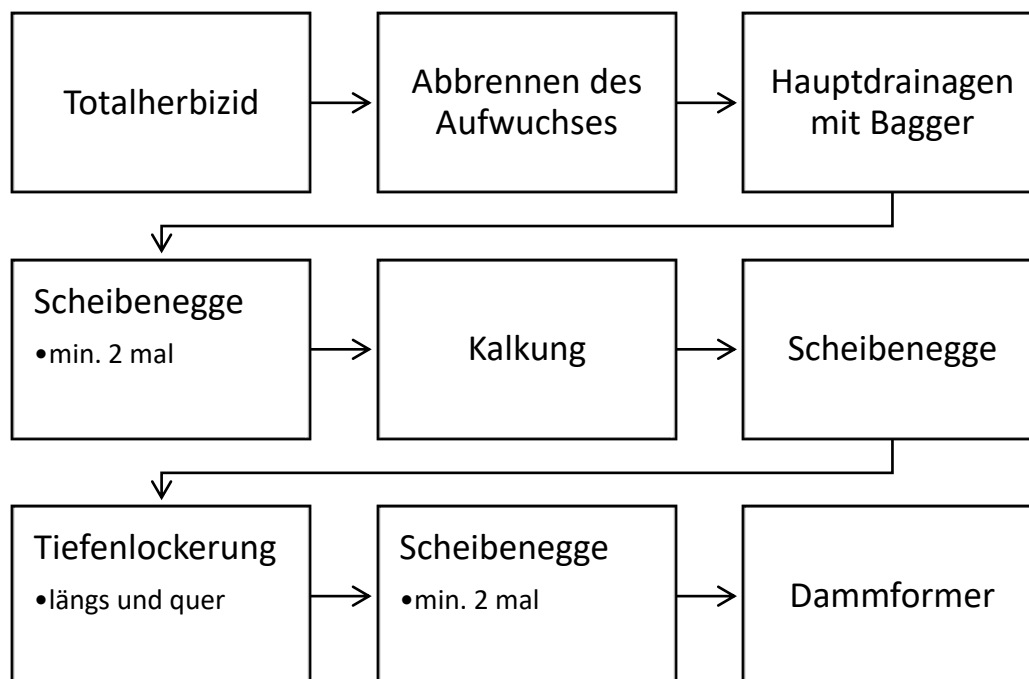 Totalherbizid
Abbrennen des
Aufwuchses
Hauptdrainagen
mit Bagger
Scheibenegge
•min. 2 mal
Kalkung
Scheibenegge
Tiefenlockerung
•längs und quer
Scheibenegge
•min. 2 mal
Dammformer